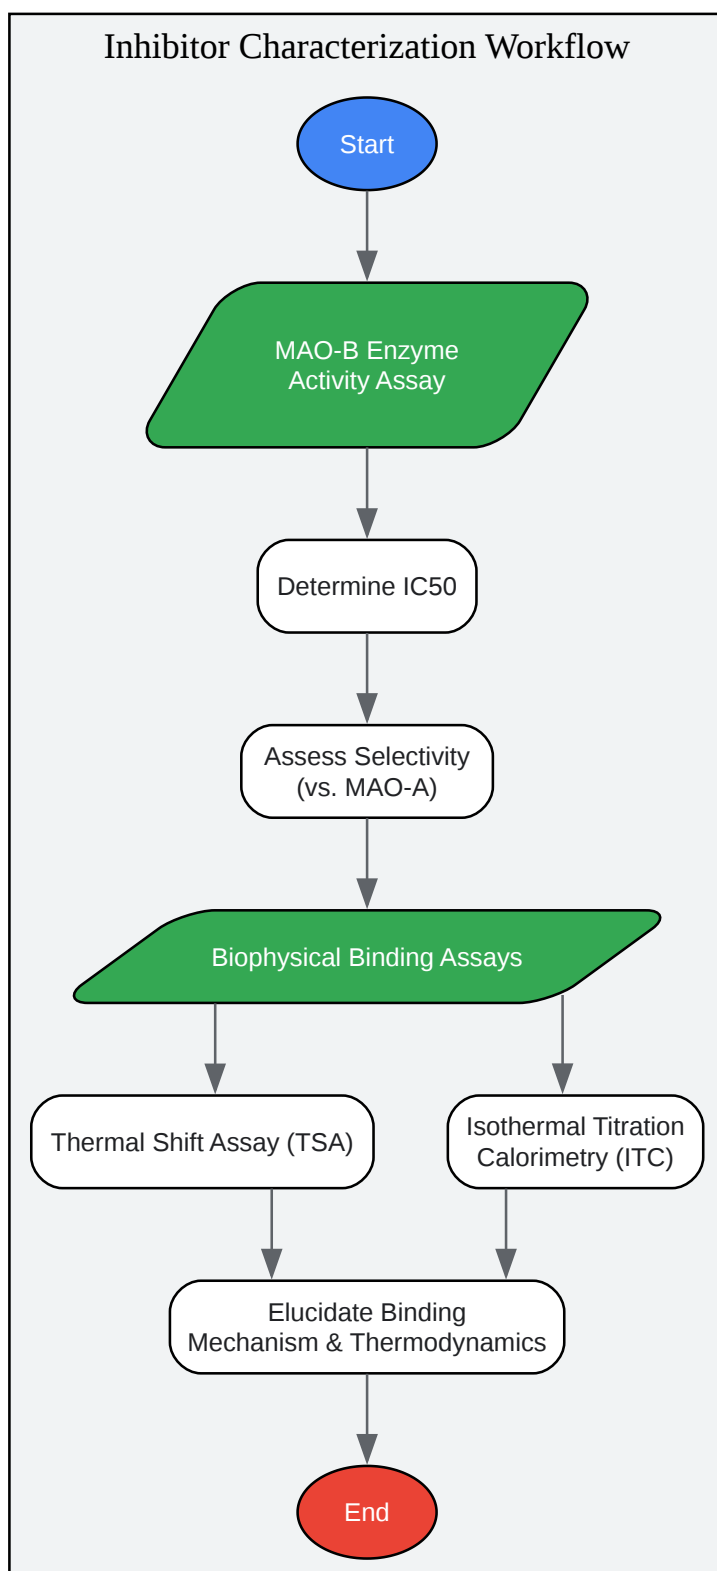 Inhibitor Characterization Workflow
Start
MAO-B Enzyme
Activity Assay
Determine IC50
Assess Selectivity
(vs. MAO-A)
Biophysical Binding Assays
Thermal Shift Assay (TSA)
Isothermal Titration
Calorimetry (ITC)
Elucidate Binding
Mechanism & Thermodynamics
End